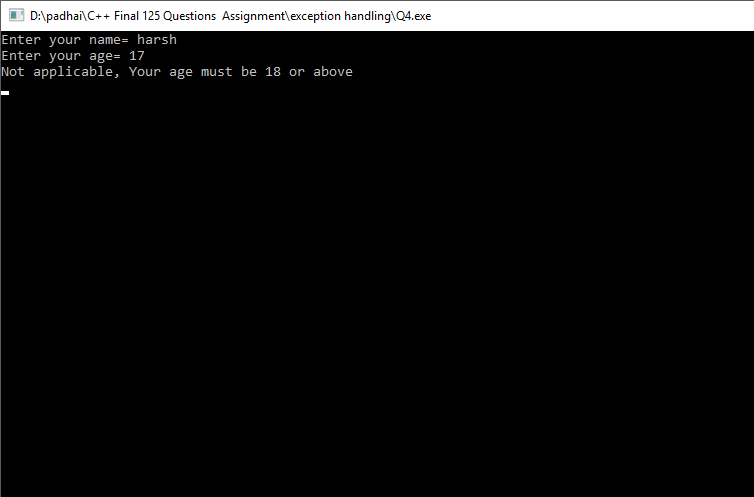 D:\padhai\C++ Final 125 Questions  Assignment\exception handling\Q4.exe
Enter your name= harsh
Enter your age= 17
Not applicable, Your age must be 18 or above